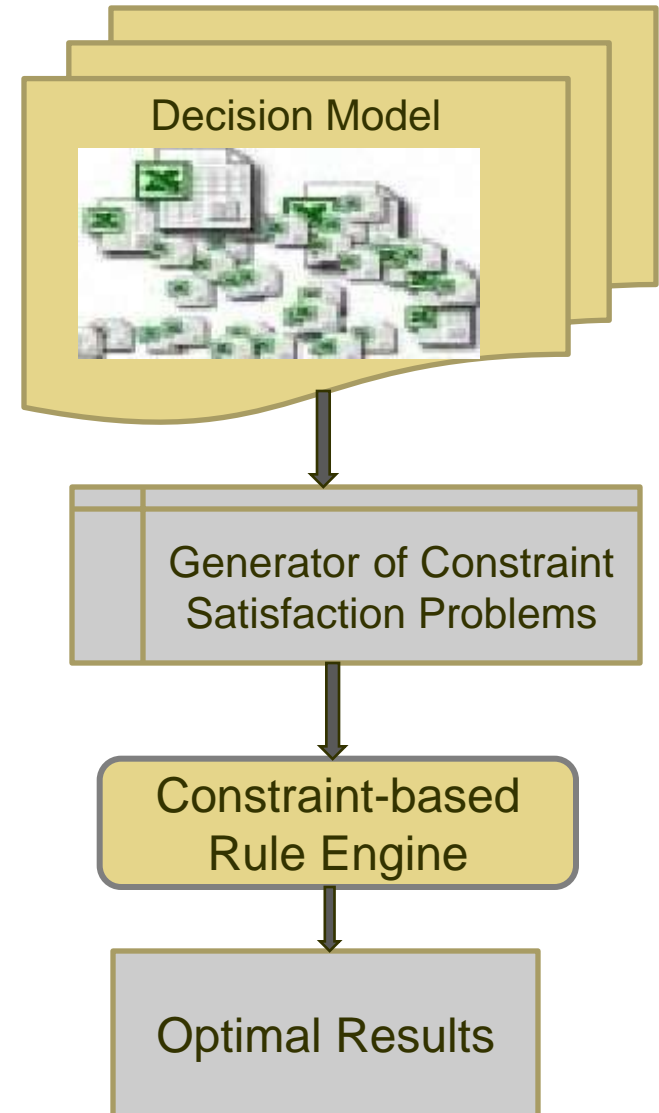 Decision Model
Generator of Constraint
Satisfaction Problems
Constraint-based
Rule Engine
Optimal Results